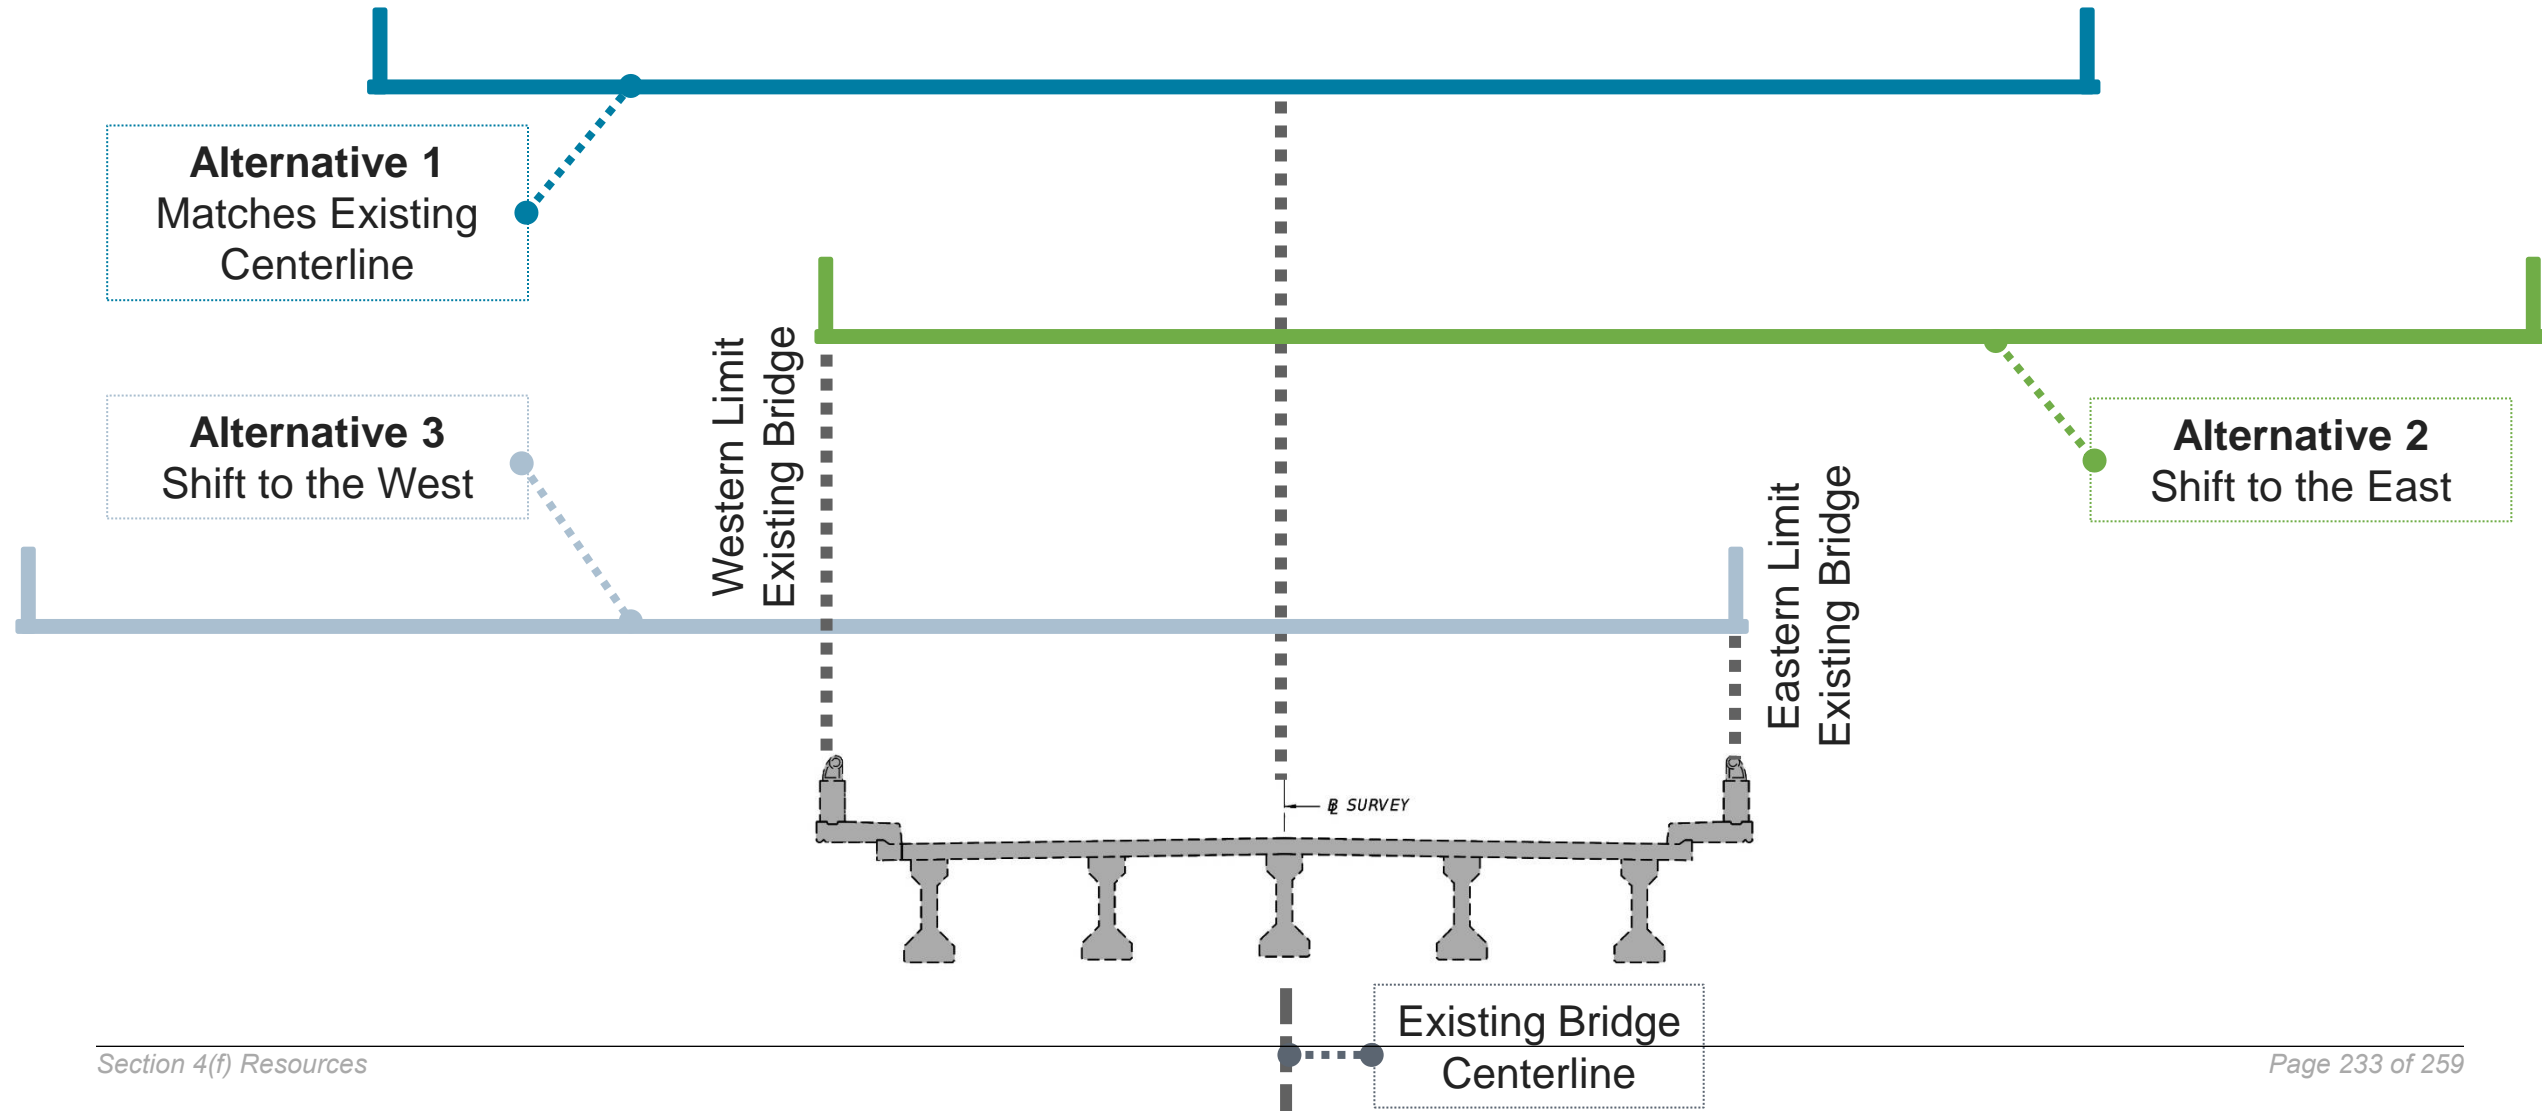 Alternative 1
Matches Existing
Centerline
Western Limit
Existing Bridge
Alternative 3
Shift to the West
Alternative 2
Shift to the East
Eastern Limit
Existing Bridge
℄ SURVEY
Existing Bridge
Centerline
Section 4(f) Resources
Page 233 of 259